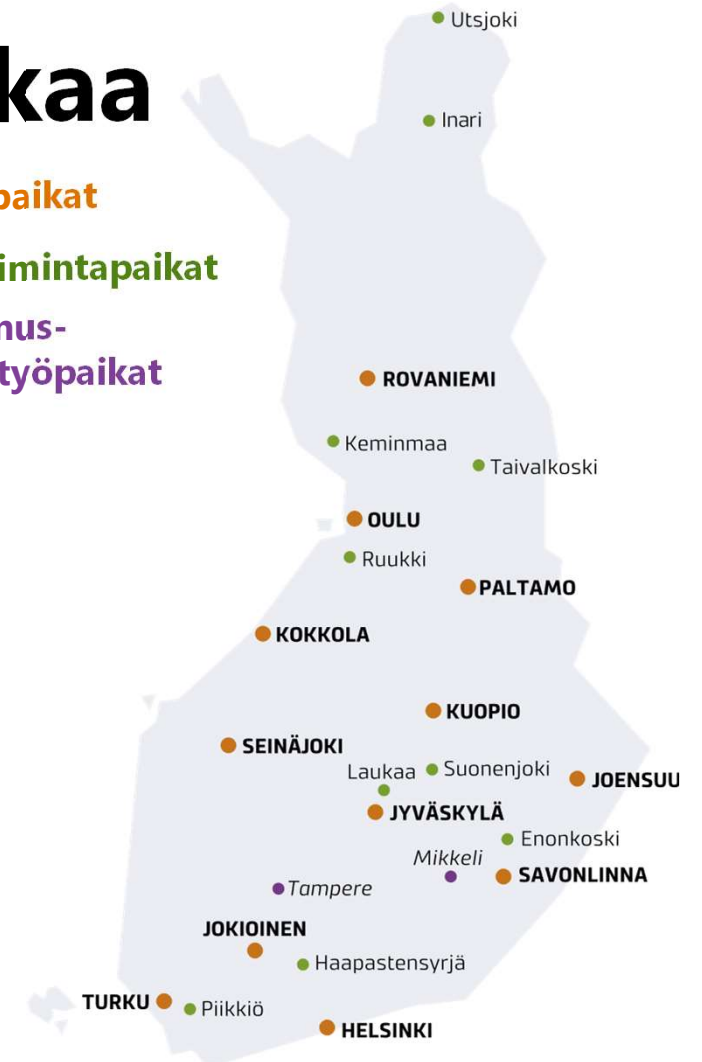 kaa
paikat
imintapaikat
nus-
työpaikat
Utsjoki
Inari
ROVANIEMI
Keminmaa
Taivalkoski
OULU
Ruukki
PALTAMO
KOKKOLA
KUOPIO
SEINÄJOKI
Laukaa
Suonenjoki
JOENSUU
JYVÄSKYLÄ
Enonkoski
Mikkeli
SAVONLINNA
Tampere
JOKIOINEN
Haapastensyrjä
TURKU
Piikkiö
HELSINKI